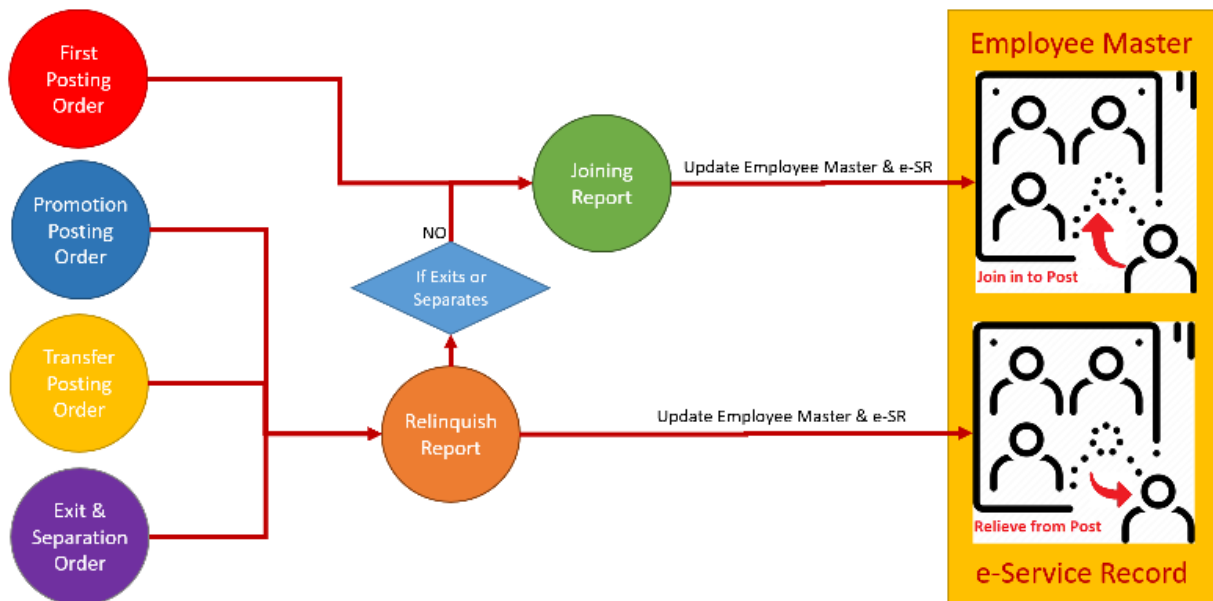 First
Posting
Order
Promotion
Posting
Order
Transfer
Posting
Order
Exit &
Separation
Order
NO
If Exits or
Separates
Relinquish
Report
Joining
Report
Update Employee Master & e-SR
Update Employee Master & e-SR
Employee Master
Join in to Post
Relieve from Post
e-Service Record